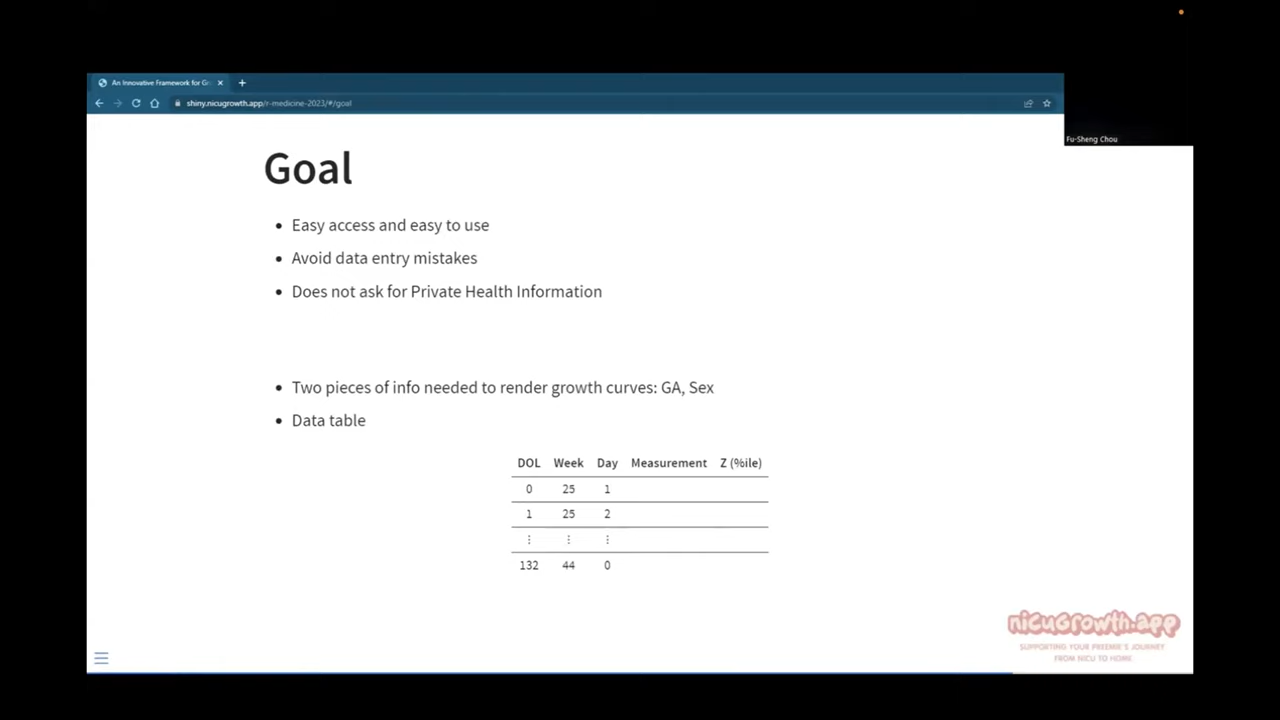 An Innovative Framework for Gr
shiny.nicugrowth.app/r-medicine-2023/#/goal
Fu-Sheng Chou
Goal
Easy access and easy to use
Avoid data entry mistakes
Does not ask for Private Health Information
Two pieces of info needed to render growth curves: GA, Sex
Data table
DOL Week Day Measurement Z (%ile)
0 25 1
1 25 2
⋮ ⋮ ⋮
132 44 0
nicuGrowth.app
SUPPORTING YOUR PREEMIE'S JOURNEY
FROM NICU TO HOME